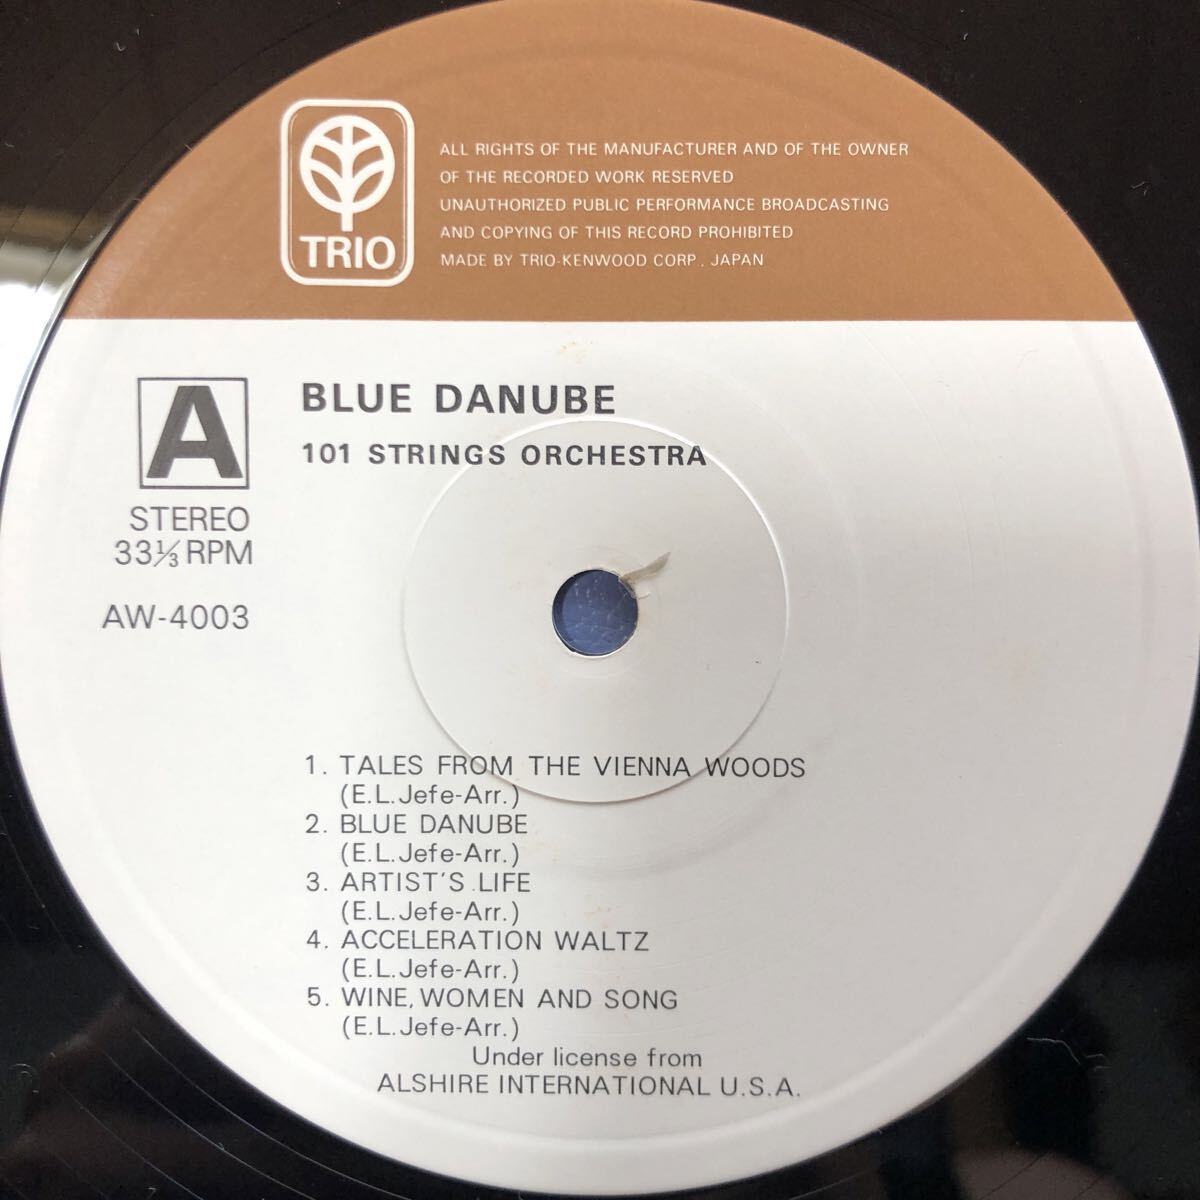 TRIO
ALL RIGHTS OF THE MANUFACTURER AND OF THE OWNER
OF THE RECORDED WORK RESERVED
UNAUTHORIZED PUBLIC PERFORMANCE BROADCASTING
AND COPYING OF THIS RECORD PROHIBITED
MADE BY TRIO-KENWOOD CORP., JAPAN
A
STEREO
33⅓ RPM
AW-4003
BLUE DANUBE
101 STRINGS ORCHESTRA
1. TALES FROM THE VIENNA WOODS
(E.L.Jefe-Arr.)
2. BLUE DANUBE
(E.L.Jefe-Arr.)
3. ARTIST'S LIFE
(E.L.Jefe-Arr.)
4. ACCELERATION WALTZ
(E.L.Jefe-Arr.)
5. WINE, WOMEN AND SONG
(E.L.Jefe-Arr.)
Under license from
ALSHIRE INTERNATIONAL U.S.A.